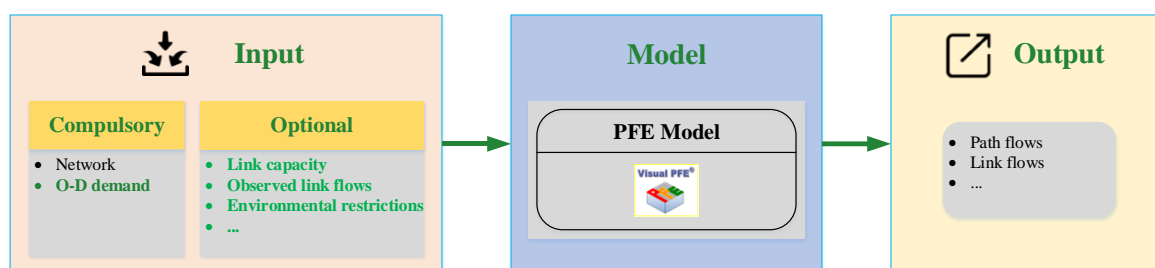 Input
Compulsory
• Network
• O-D demand
Optional
• Link capacity
• Observed link flows
• Environmental restrictions
• ...
Model
PFE Model
Visual PFE®
PFE
Output
• Path flows
• Link flows
• ...